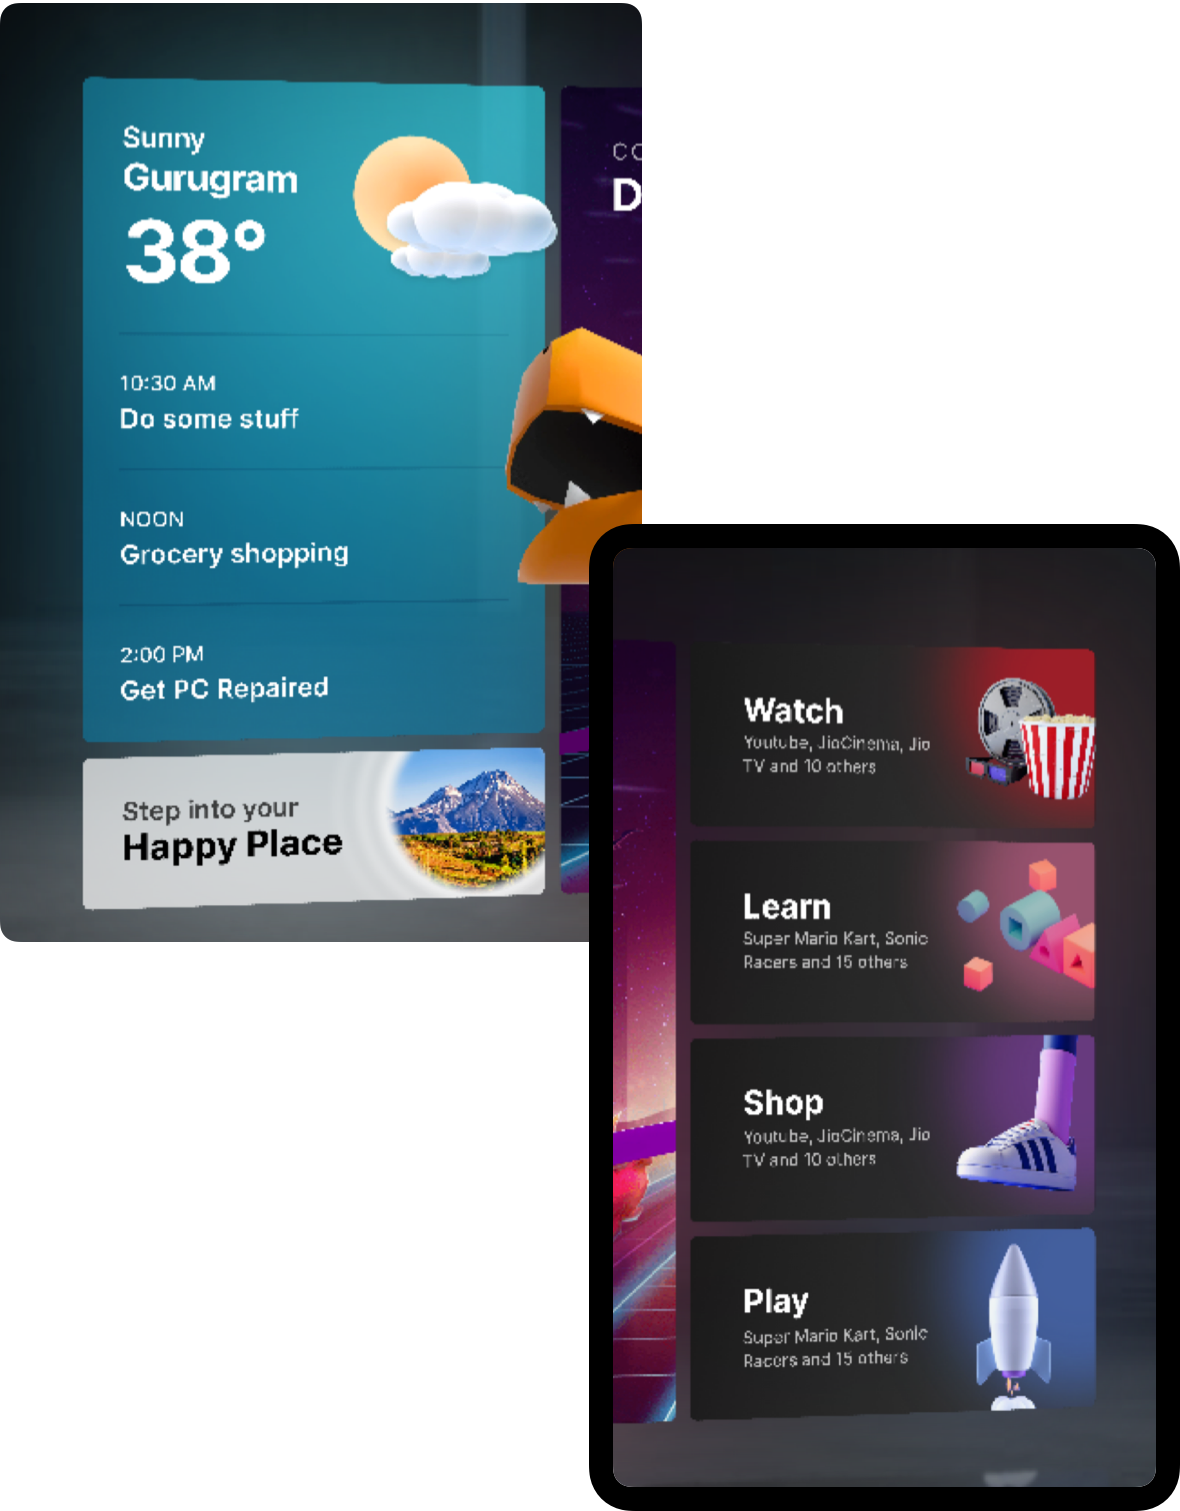 Sunny
Gurugram
38°
10:30 AM
Do some stuff
NOON
Grocery shopping
2:00 PM
Get PC Repaired
Step into your
Happy Place
CO
D
Watch
Youtube, JioCinema, Jio
TV and 10 others
Learn
Super Mario Kart, Sonic
Racers and 15 others
Shop
Youtube, JioCinema, Jio
TV and 10 others
Play
Super Mario Kart, Sonic
Racers and 15 others